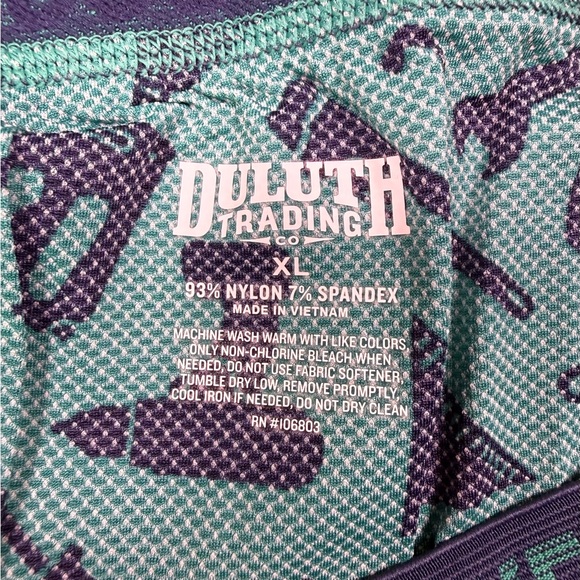 DULUTH
TRADING
CO
XL
93% NYLON 7% SPANDEX
MADE IN VIETNAM
MACHINE WASH WARM WITH LIKE COLORS
ONLY NON-CHLORINE BLEACH WHEN
NEEDED, DO NOT USE FABRIC SOFTENER,
TUMBLE DRY LOW, REMOVE PROMPTLY,
COOL IRON IF NEEDED, DO NOT DRY CLEAN
RN #106803